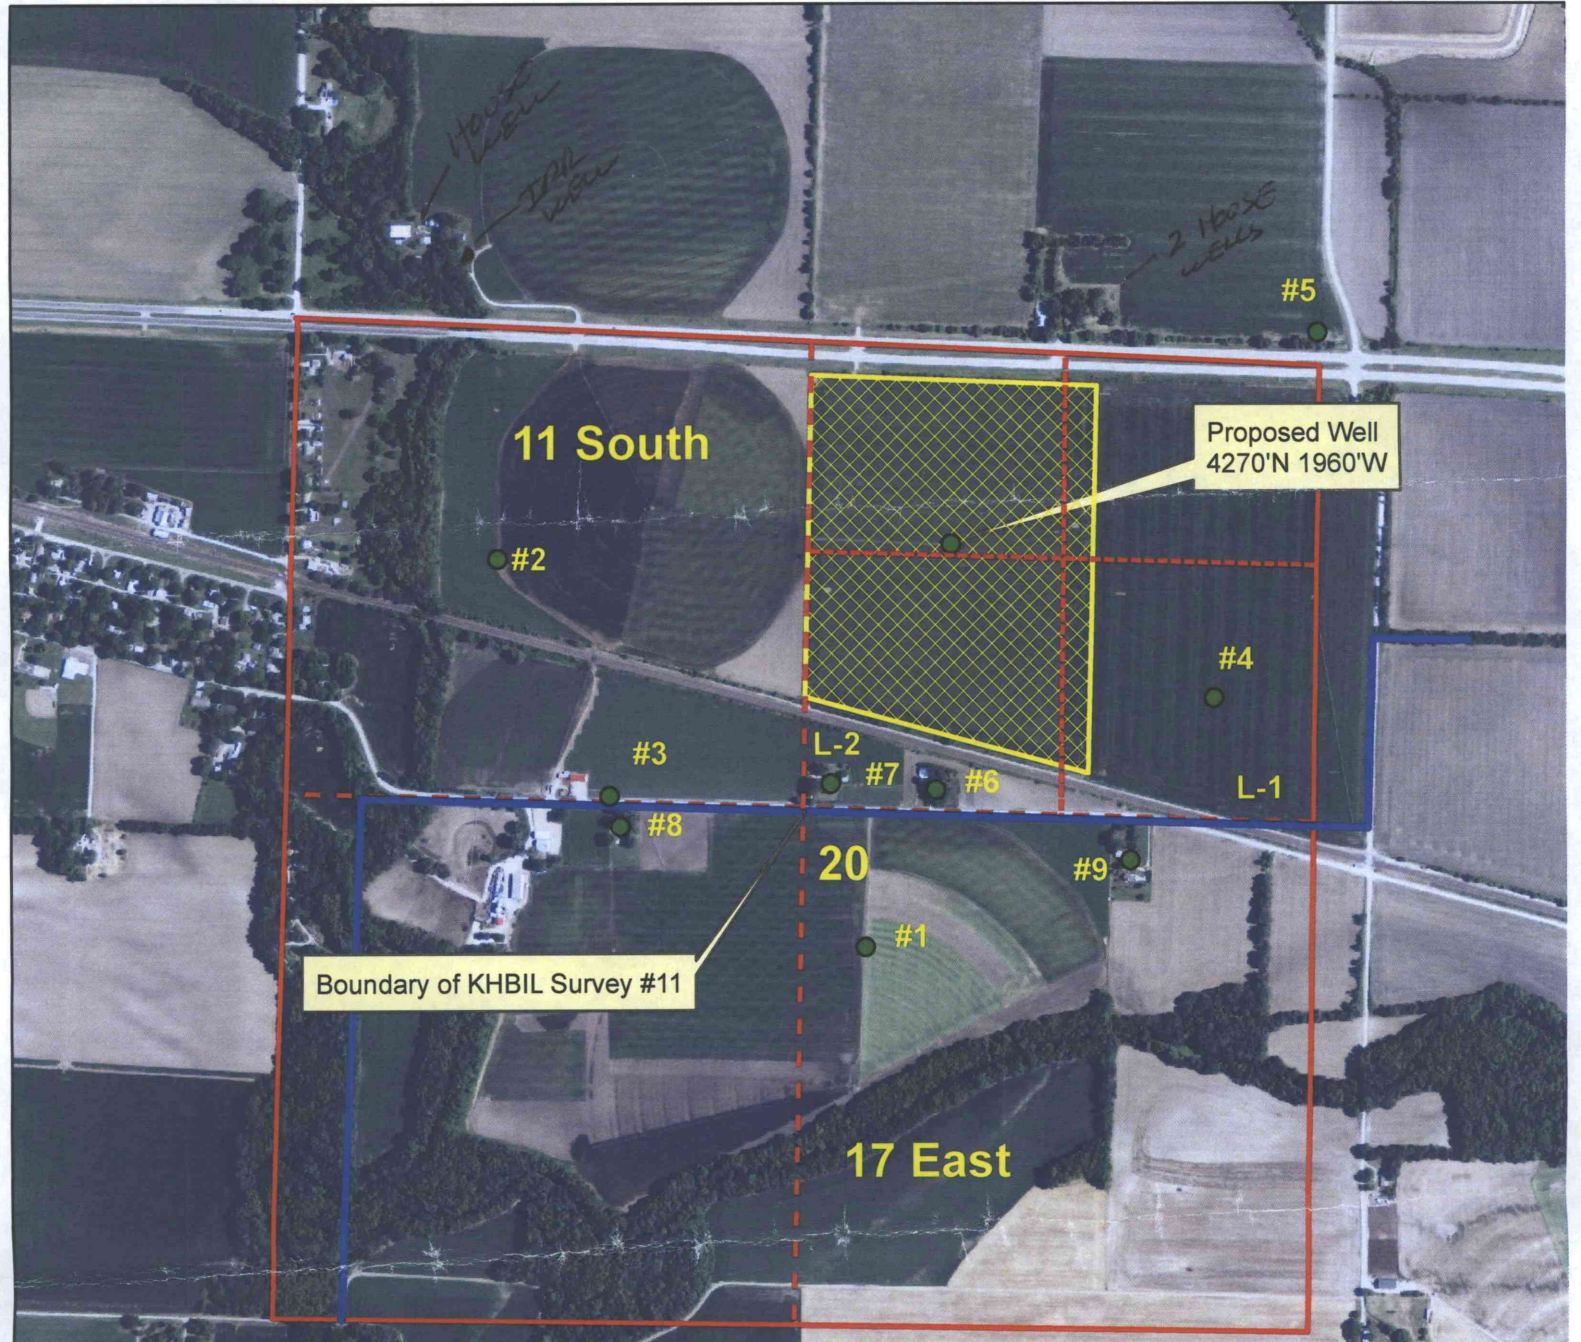 HOUSE
WELL
IRR
WELL
2 HOUSE
WELLS
#5
11 South
Proposed Well
4270'N 1960'W
#2
#4
#3
L-2
#7
#6
L-1
#8
20
#9
#1
Boundary of KHBIL Survey #11
17 East